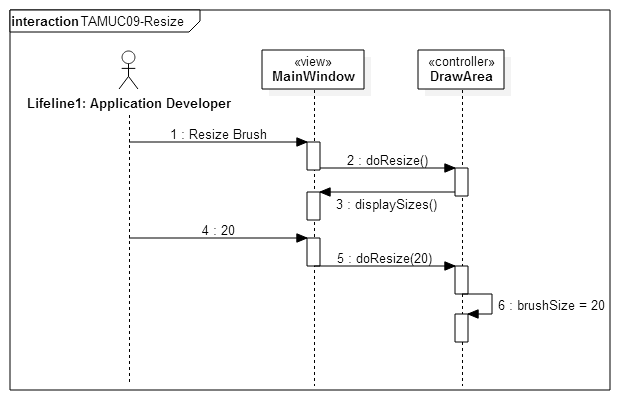 interaction TAMUC09-Resize
«view»
MainWindow
«controller»
DrawArea
Lifeline1: Application Developer
1 : Resize Brush
2 : doResize()
3 : displaySizes()
4 : 20
5 : doResize(20)
6 : brushSize = 20